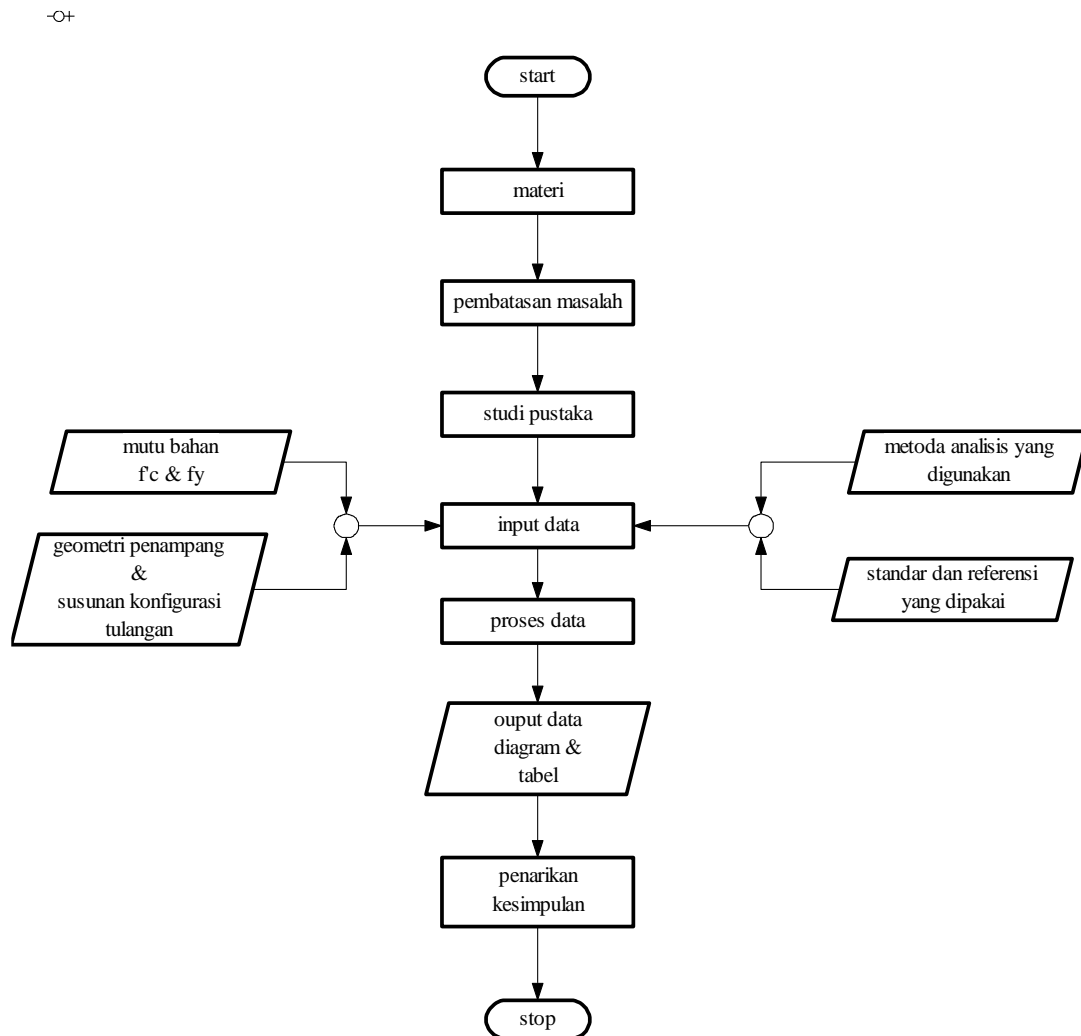 start
materi
pembatasan masalah
studi pustaka
mutu bahan
f'c & fy
metoda analisis yang
digunakan
input data
geometri penampang
&
susunan konfigurasi
tulangan
standar dan referensi
yang dipakai
proses data
ouput data
diagram &
tabel
penarikan
kesimpulan
stop